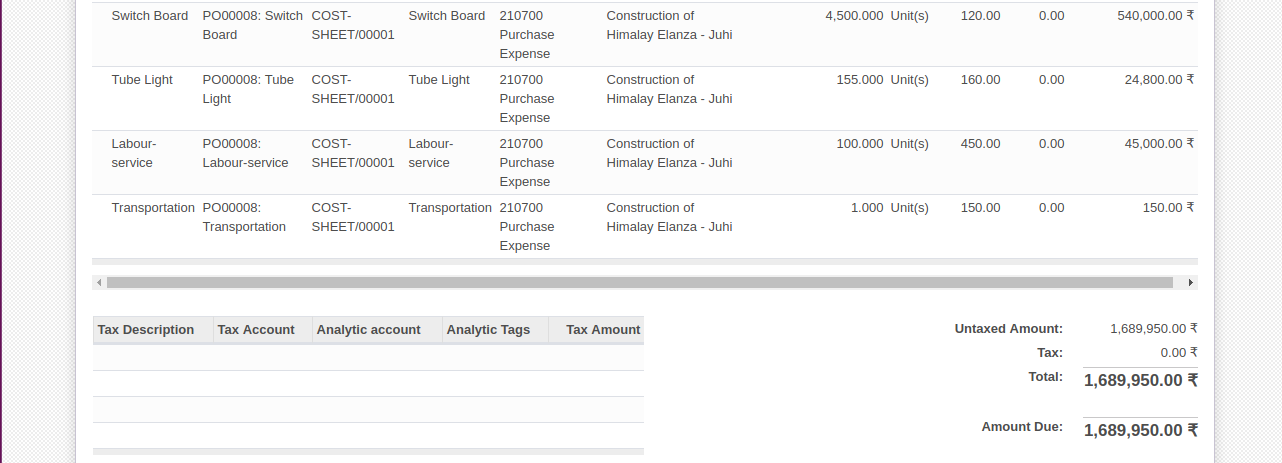 Switch Board PO00008: Switch COST- Switch Board 210700 Construction of 4,500.000 Unit(s) 120.00 0.00 540,000.00 ₹
Board SHEET/00001 Purchase Himalay Elanza - Juhi
Expense
Tube Light PO00008: Tube COST- Tube Light 210700 Construction of 155.000 Unit(s) 160.00 0.00 24,800.00 ₹
Light SHEET/00001 Purchase Himalay Elanza - Juhi
Expense
Labour- PO00008: COST- Labour- 210700 Construction of 100.000 Unit(s) 450.00 0.00 45,000.00 ₹
service Labour-service SHEET/00001 service Purchase Himalay Elanza - Juhi
Expense
Transportation PO00008: COST- Transportation 210700 Construction of 1.000 Unit(s) 150.00 0.00 150.00 ₹
Transportation SHEET/00001 Purchase Himalay Elanza - Juhi
Expense
Tax Description Tax Account Analytic account Analytic Tags Tax Amount
Untaxed Amount: 1,689,950.00 ₹
Tax: 0.00 ₹
Total: 1,689,950.00 ₹
Amount Due: 1,689,950.00 ₹